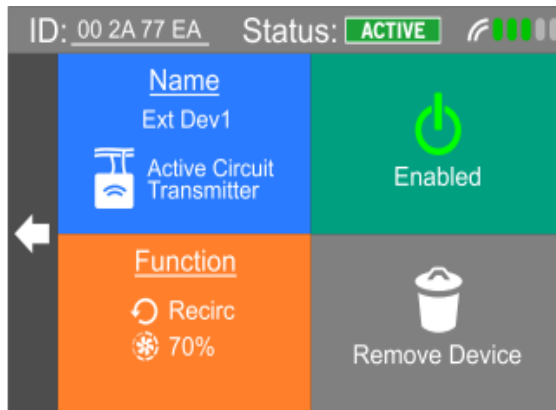 ID: 00 2A 77 EA Status: ACTIVE
Name
Ext Dev1
Active Circuit
Transmitter
Enabled
Function
Recirc
70%
Remove Device